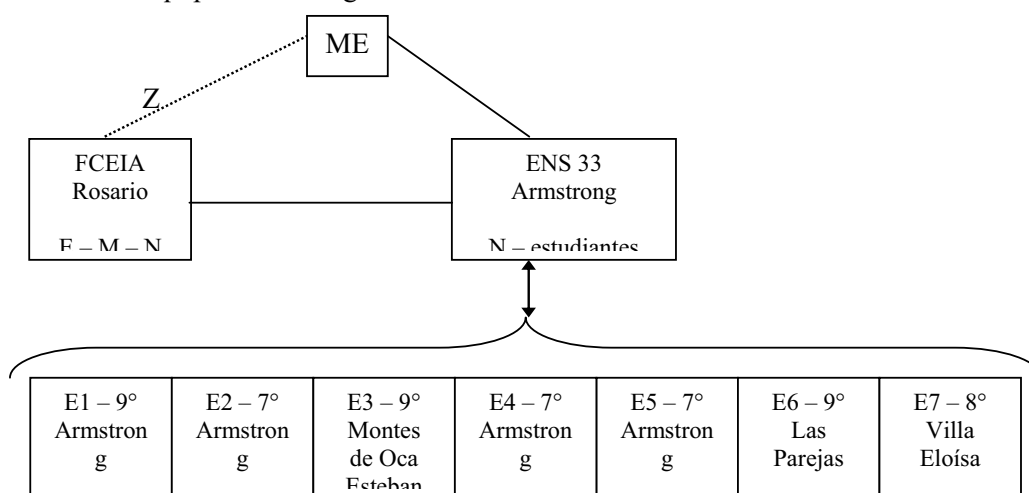 ME
Z
FCEIA
Rosario
– M – N
ENS 33
Armstrong
N – estudiantes
E1 – 9°
Armstron
g
E2 – 7°
Armstron
g
E3 – 9°
Montes
de Oca
Esteban
E4 – 7°
Armstron
g
E5 – 7°
Armstron
g
E6 – 9°
Las
Parejas
E7 – 8°
Villa
Eloísa